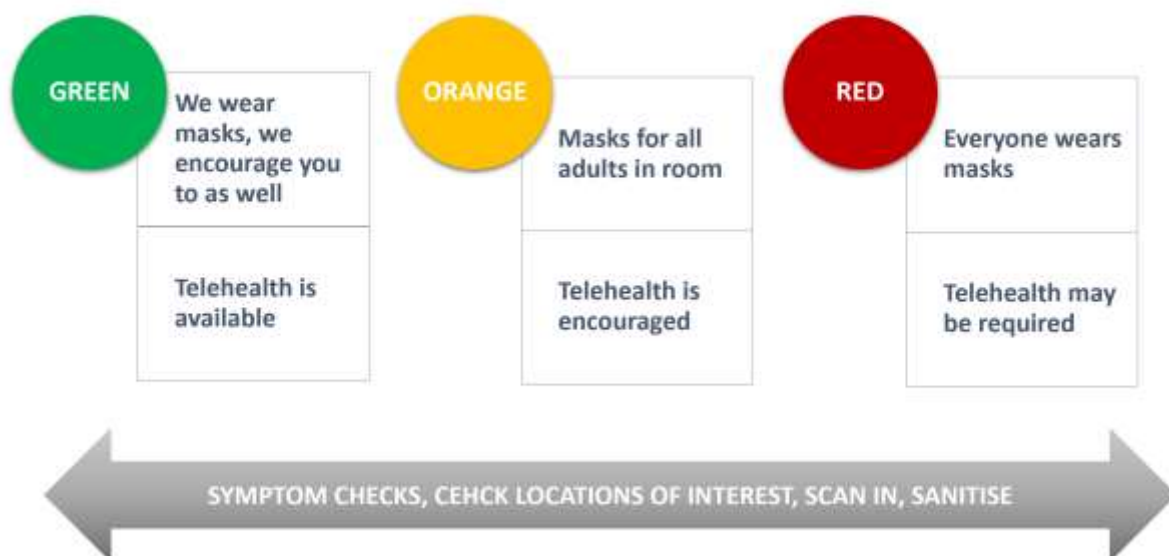 GREEN
We wear
masks, we
encourage you
to as well
Telehealth is
available
ORANGE
Masks for all
adults in room
Telehealth is
encouraged
RED
Everyone wears
masks
Telehealth may
be required
SYMPTOM CHECKS, CEHCK LOCATIONS OF INTEREST, SCAN IN, SANITISE